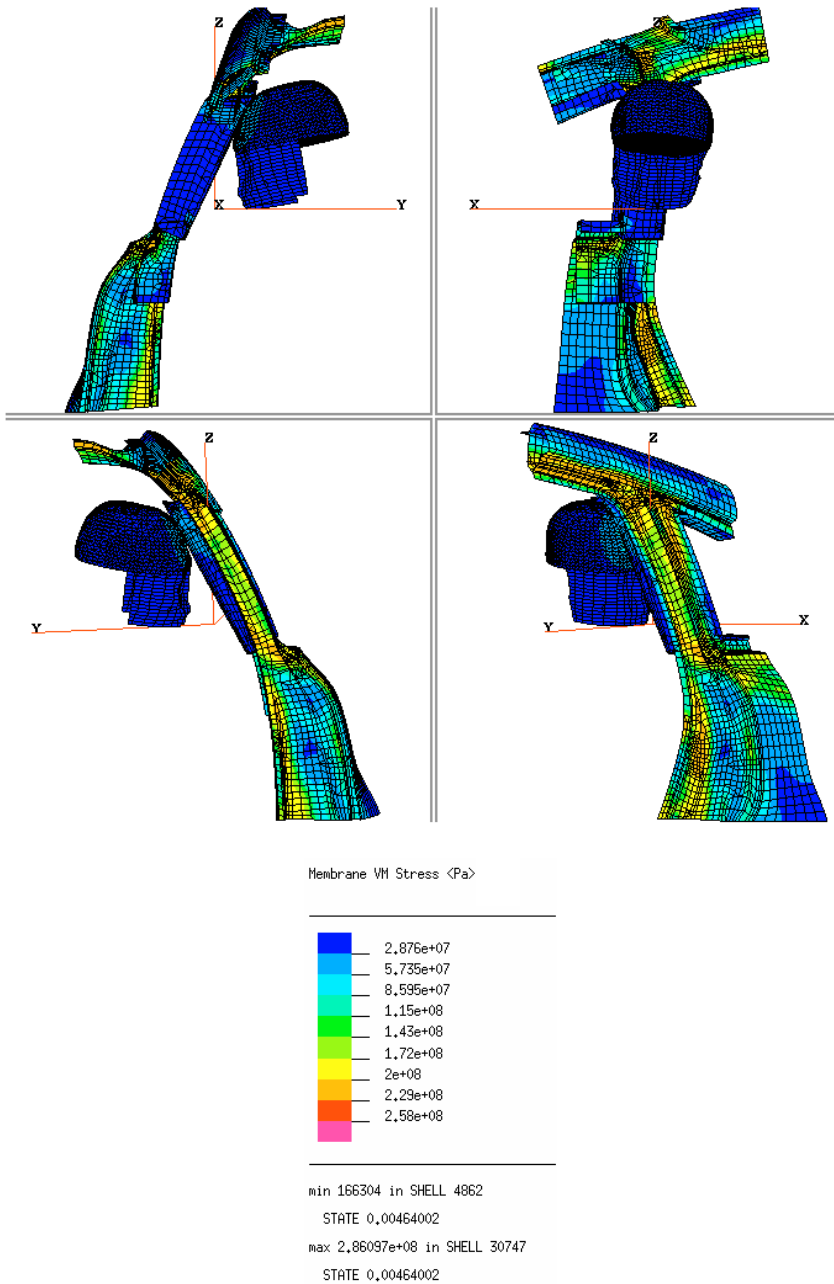 Z
X
Y
Z
X
Z
Y
Z
X
Y
Membrane VM Stress <Pa>
2.876e+07
5.735e+07
8.595e+07
1.15e+08
1.43e+08
1.72e+08
2e+08
2.29e+08
2.58e+08
min 166304 in SHELL 4862
STATE 0.00464002
max 2.86097e+08 in SHELL 30747
STATE 0.00464002